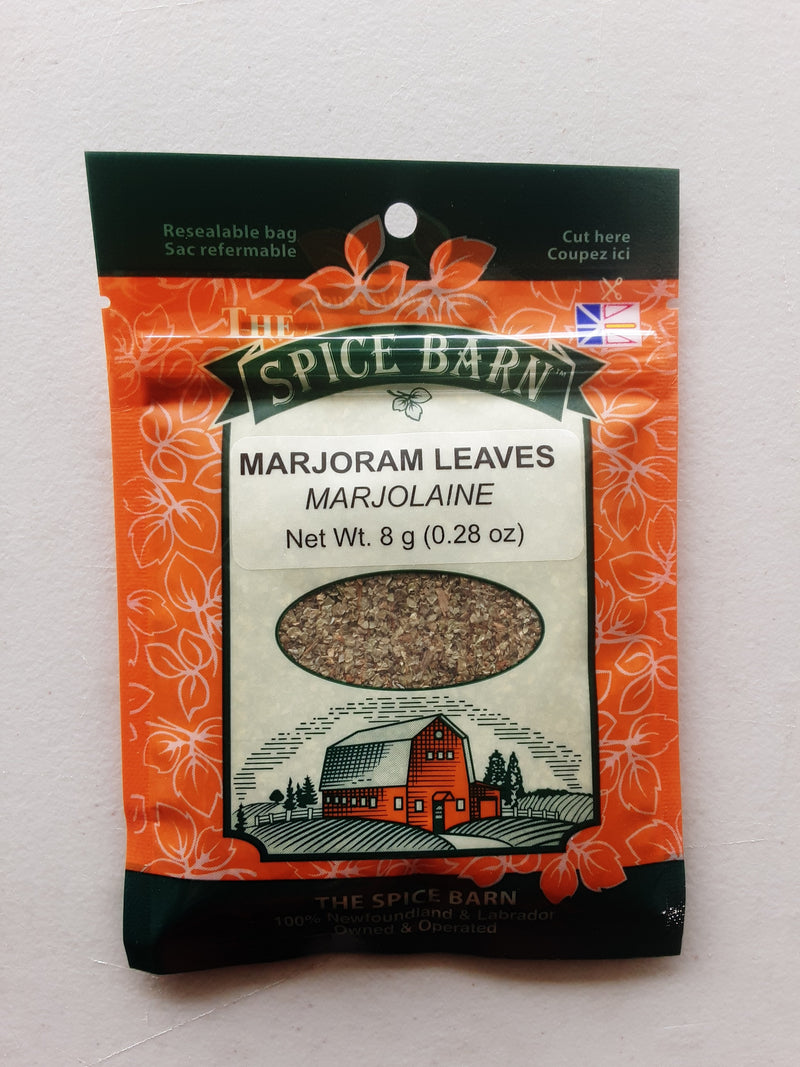 Resealable bag
Sac refermable
Cut here
Coupez ici
THE
SPICE BARN™
MARJORAM LEAVES
MARJOLAINE
Net Wt. 8 g (0.28 oz)
THE SPICE BARN
100% Newfoundland & Labrador
Owned & Operated